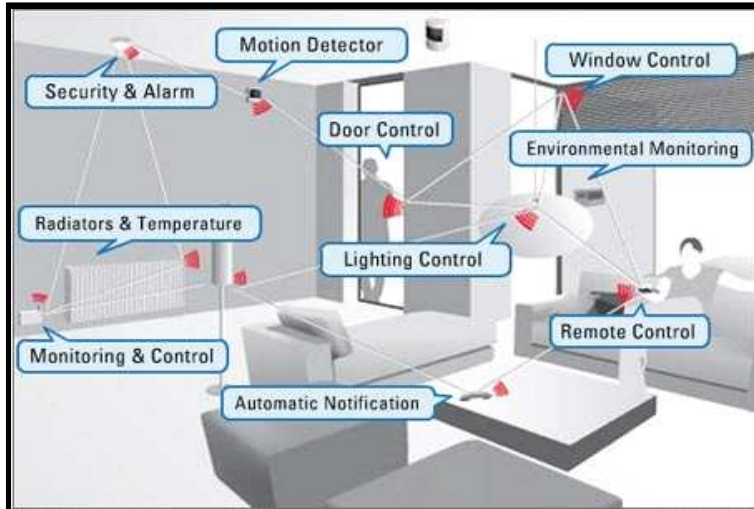 Motion Detector
Window Control
Security & Alarm
Door Control
Environmental Monitoring
Radiators & Temperature
Lighting Control
Remote Control
Monitoring & Control
Automatic Notification